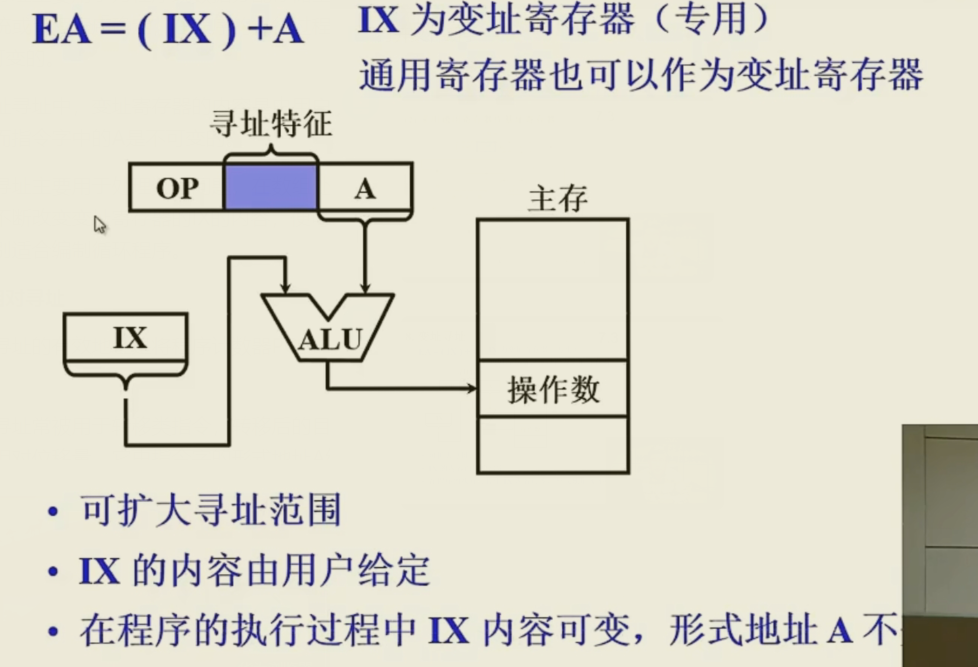 EA = ( IX ) +A
IX 为变址寄存器（专用）
通用寄存器也可以作为变址寄存器
寻址特征
OP
A
主存
IX
ALU
操作数
• 可扩大寻址范围
• IX 的内容由用户给定
• 在程序的执行过程中 IX 内容可变，形式地址 A 不